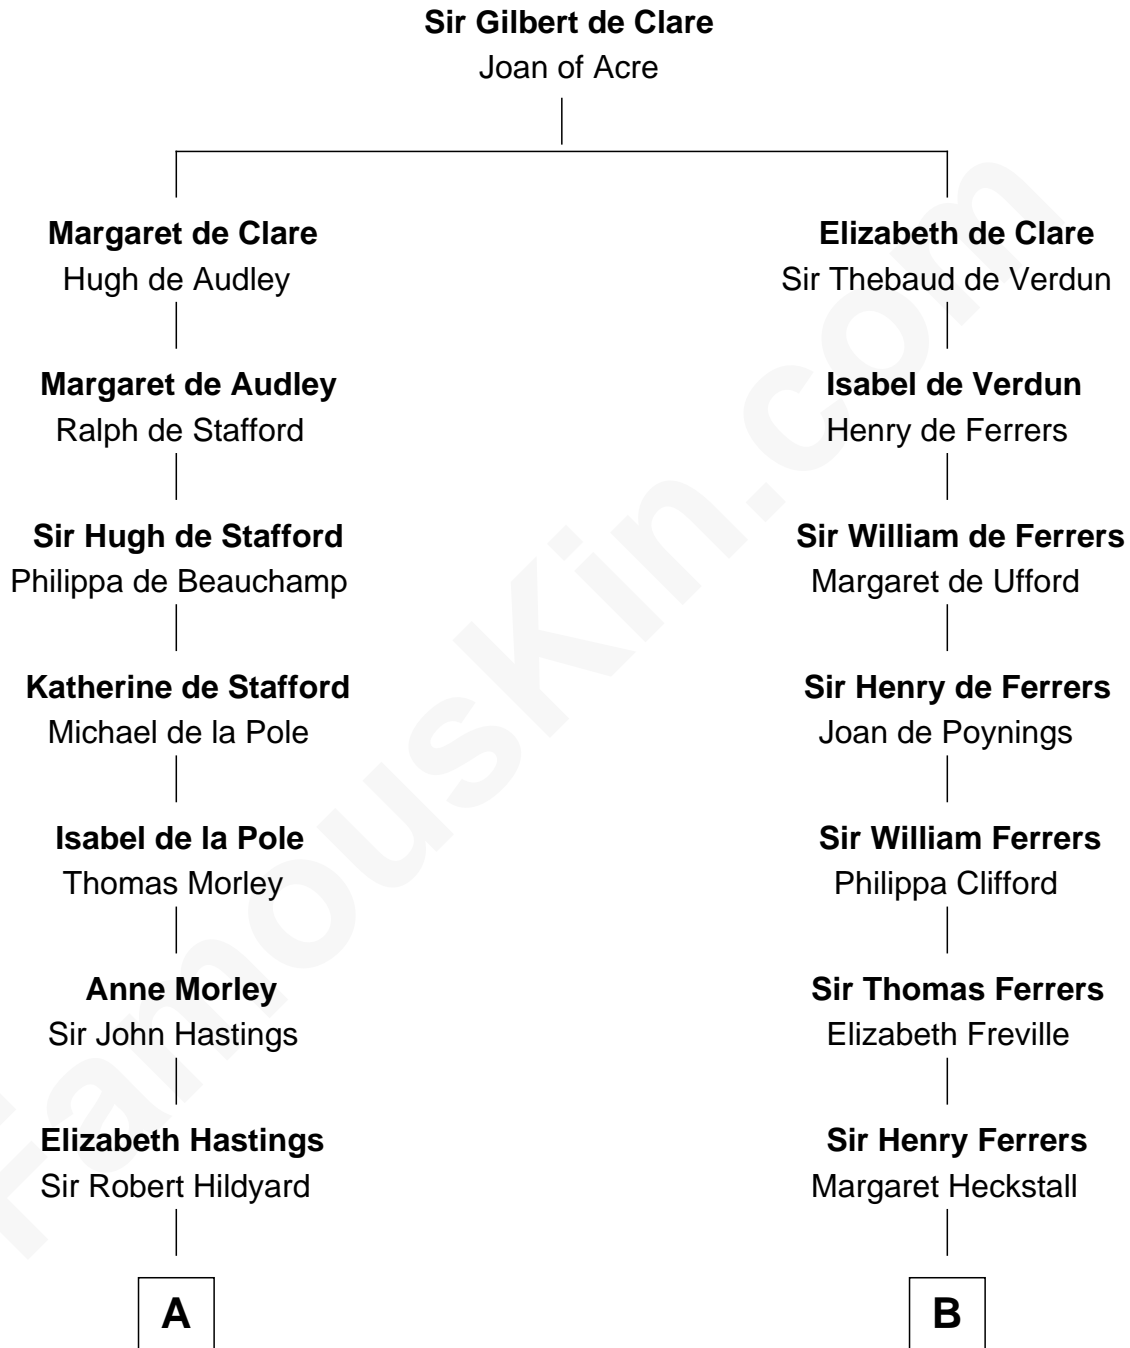 Sir Gilbert de Clare
Joan of Acre
Margaret de Clare
Hugh de Audley
Elizabeth de Clare
Sir Thebaud de Verdun
Margaret de Audley
Ralph de Stafford
Isabel de Verdun
Henry de Ferrers
Sir Hugh de Stafford
Philippa de Beauchamp
Sir William de Ferrers
Margaret de Ufford
Katherine de Stafford
Michael de la Pole
Sir Henry de Ferrers
Joan de Poynings
Isabel de la Pole
Thomas Morley
Sir William Ferrers
Philippa Clifford
Anne Morley
Sir John Hastings
Sir Thomas Ferrers
Elizabeth Freville
Elizabeth Hastings
Sir Robert Hildyard
Sir Henry Ferrers
Margaret Heckstall
A
B
FamousKin.com